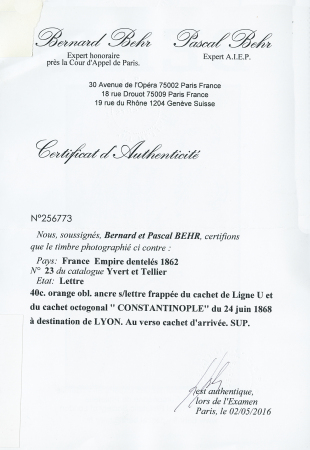 Bernard Behr Pascal Behr
Expert honoraire Expert A.I.E.P.
près la Cour d'Appel de Paris.
30 Avenue de l'Opéra 75002 Paris France
18 rue Drouot 75009 Paris France
19 rue du Rhône 1204 Genève Suisse
Certificat d'Authenticité
N°256773
Nous, soussignés, Bernard et Pascal BEHR, certifions
que le timbre photographié ci contre :
Pays: France Empire dentelés 1862
N° 23 du catalogue Yvert et Tellier
Etat: Lettre
40c. orange obl. ancre s/lettre frappée du cachet de Ligne U et
du cachet octogonal " CONSTANTINOPLE" du 24 juin 1868
à destination de LYON. Au verso cachet d'arrivée. SUP.
est authentique,
lors de l'Examen
Paris, le 02/05/2016